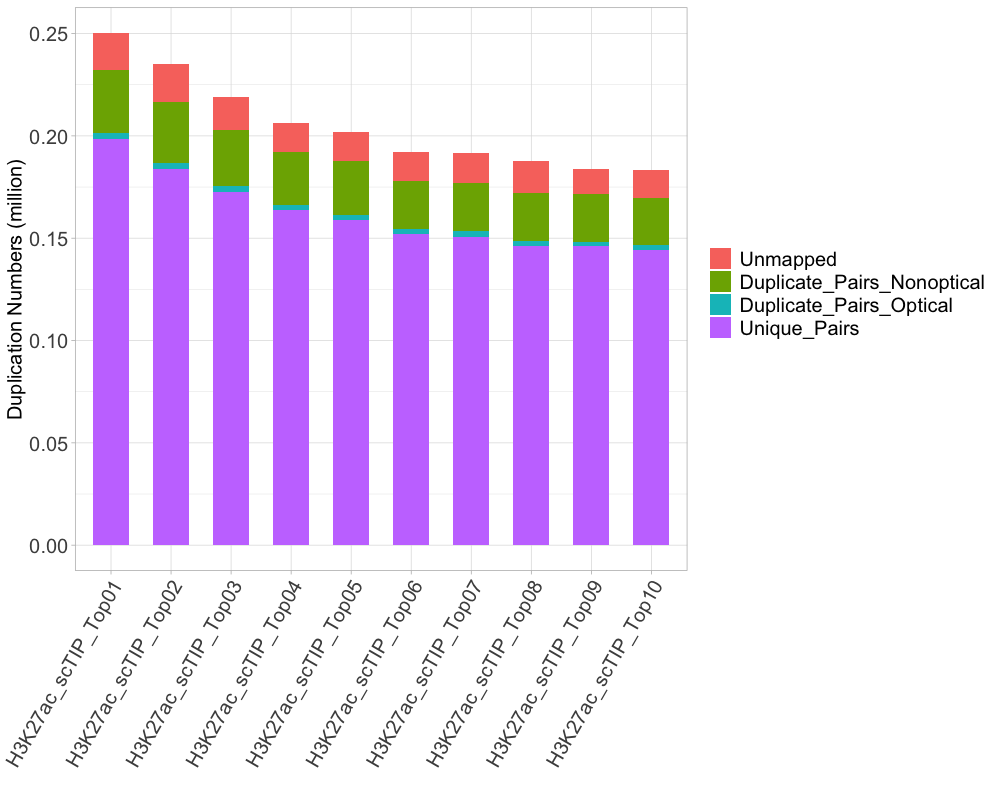 Duplication Numbers (million)
0.25
0.20
0.15
0.10
0.05
0.00
H3K27ac_scTIP_Top01
H3K27ac_scTIP_Top02
H3K27ac_scTIP_Top03
H3K27ac_scTIP_Top04
H3K27ac_scTIP_Top05
H3K27ac_scTIP_Top06
H3K27ac_scTIP_Top07
H3K27ac_scTIP_Top08
H3K27ac_scTIP_Top09
H3K27ac_scTIP_Top10
Unmapped
Duplicate_Pairs_Nonoptical
Duplicate_Pairs_Optical
Unique_Pairs